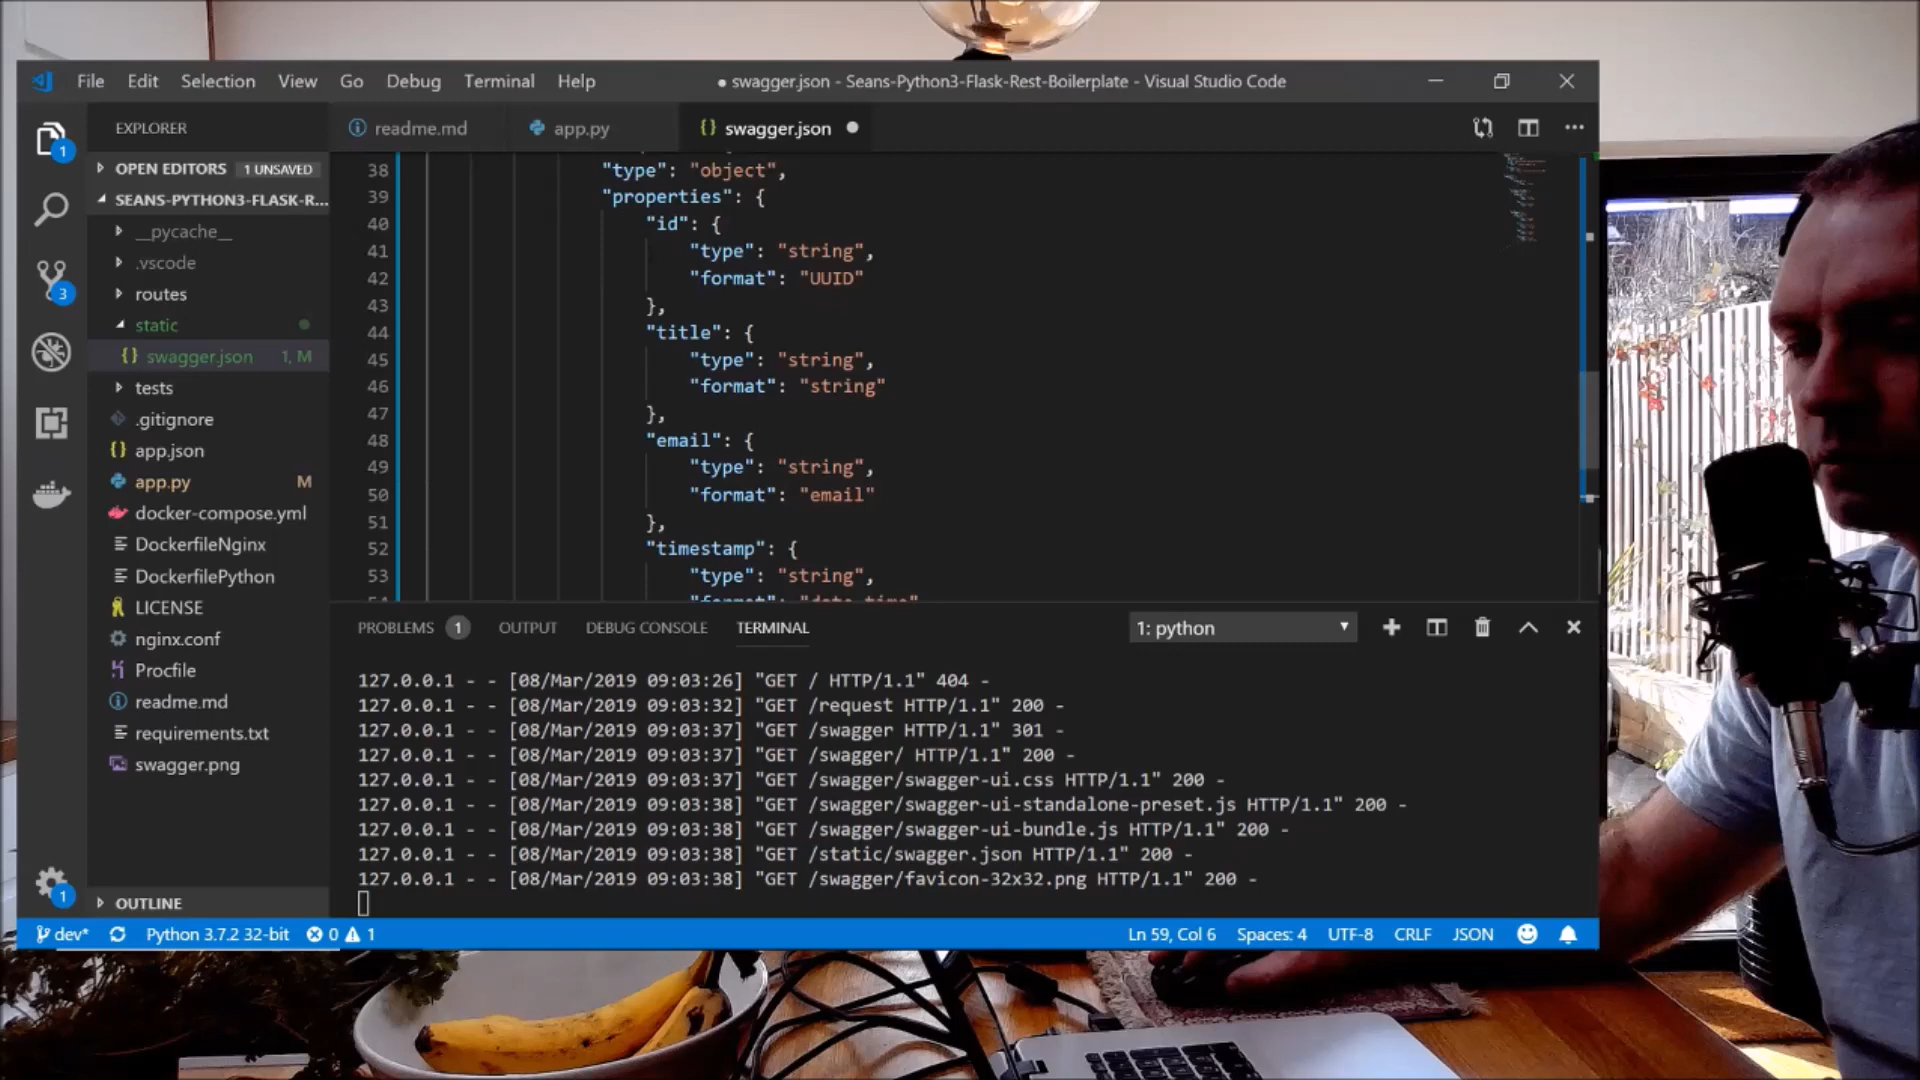 File Edit Selection View Go Debug Terminal Help
● swagger.json - Seans-Python3-Flask-Rest-Boilerplate - Visual Studio Code
EXPLORER
readme.md
app.py
{} swagger.json ●
1
OPEN EDITORS 1 UNSAVED
SEANS-PYTHON3-FLASK-R...
__pycache__
.vscode
3
routes
static
{} swagger.json 1, M
tests
.gitignore
{} app.json
app.py M
docker-compose.yml
DockerfileNginx
DockerfilePython
LICENSE
nginx.conf
Procfile
readme.md
requirements.txt
swagger.png
1
OUTLINE
38 "type": "object",
39 "properties": {
40 "id": {
41 "type": "string",
42 "format": "UUID"
43 },
44 "title": {
45 "type": "string",
46 "format": "string"
47 },
48 "email": {
49 "type": "string",
50 "format": "email"
51 },
52 "timestamp": {
53 "type": "string",
PROBLEMS 1 OUTPUT DEBUG CONSOLE TERMINAL 1: python
127.0.0.1 - - [08/Mar/2019 09:03:26] "GET / HTTP/1.1" 404 -
127.0.0.1 - - [08/Mar/2019 09:03:32] "GET /request HTTP/1.1" 200 -
127.0.0.1 - - [08/Mar/2019 09:03:37] "GET /swagger HTTP/1.1" 301 -
127.0.0.1 - - [08/Mar/2019 09:03:37] "GET /swagger/ HTTP/1.1" 200 -
127.0.0.1 - - [08/Mar/2019 09:03:37] "GET /swagger/swagger-ui.css HTTP/1.1" 200 -
127.0.0.1 - - [08/Mar/2019 09:03:38] "GET /swagger/swagger-ui-standalone-preset.js HTTP/1.1" 200 -
127.0.0.1 - - [08/Mar/2019 09:03:38] "GET /swagger/swagger-ui-bundle.js HTTP/1.1" 200 -
127.0.0.1 - - [08/Mar/2019 09:03:38] "GET /static/swagger.json HTTP/1.1" 200 -
127.0.0.1 - - [08/Mar/2019 09:03:38] "GET /swagger/favicon-32x32.png HTTP/1.1" 200 -
dev* Python 3.7.2 32-bit 0 1 Ln 59, Col 6 Spaces: 4 UTF-8 CRLF JSON